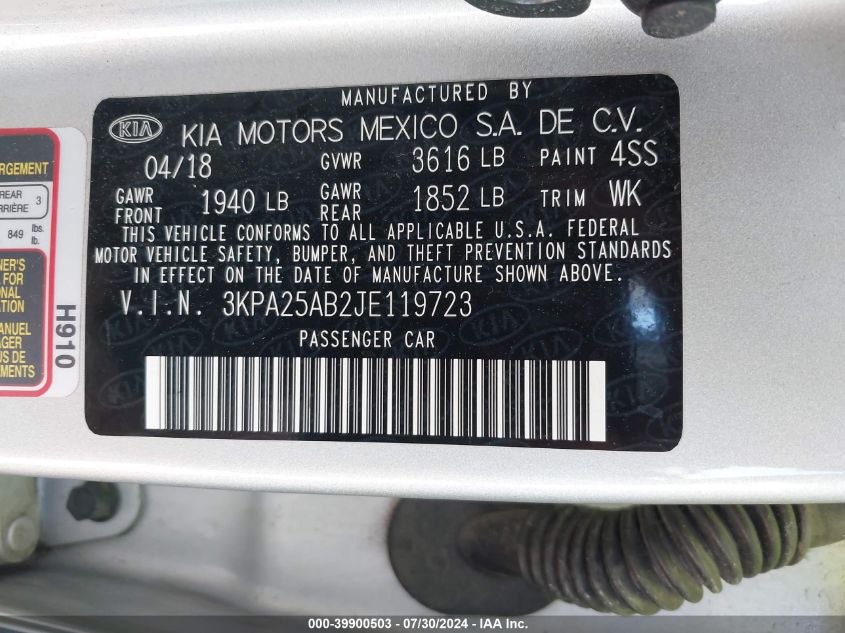 MANUFACTURED BY
KIA KIA MOTORS MEXICO S.A. DE C.V.
04/18 GVWR 3616 LB PAINT 4SS
GAWR FRONT 1940 LB GAWR REAR 1852 LB TRIM WK
THIS VEHICLE CONFORMS TO ALL APPLICABLE U.S.A. FEDERAL
MOTOR VEHICLE SAFETY, BUMPER, AND THEFT PREVENTION STANDARDS
IN EFFECT ON THE DATE OF MANUFACTURE SHOWN ABOVE.
V.I.N. 3KPA25AB2JE119723
PASSENGER CAR
RGEMENT
REAR
RRIÈRE 3
849 lbs.
lb.
NER'S
FOR
ONAL
TION
ANUEL
AGER
US DE
MENTS
H910
000-39900503 / 07/30/2024 - IAA Inc.